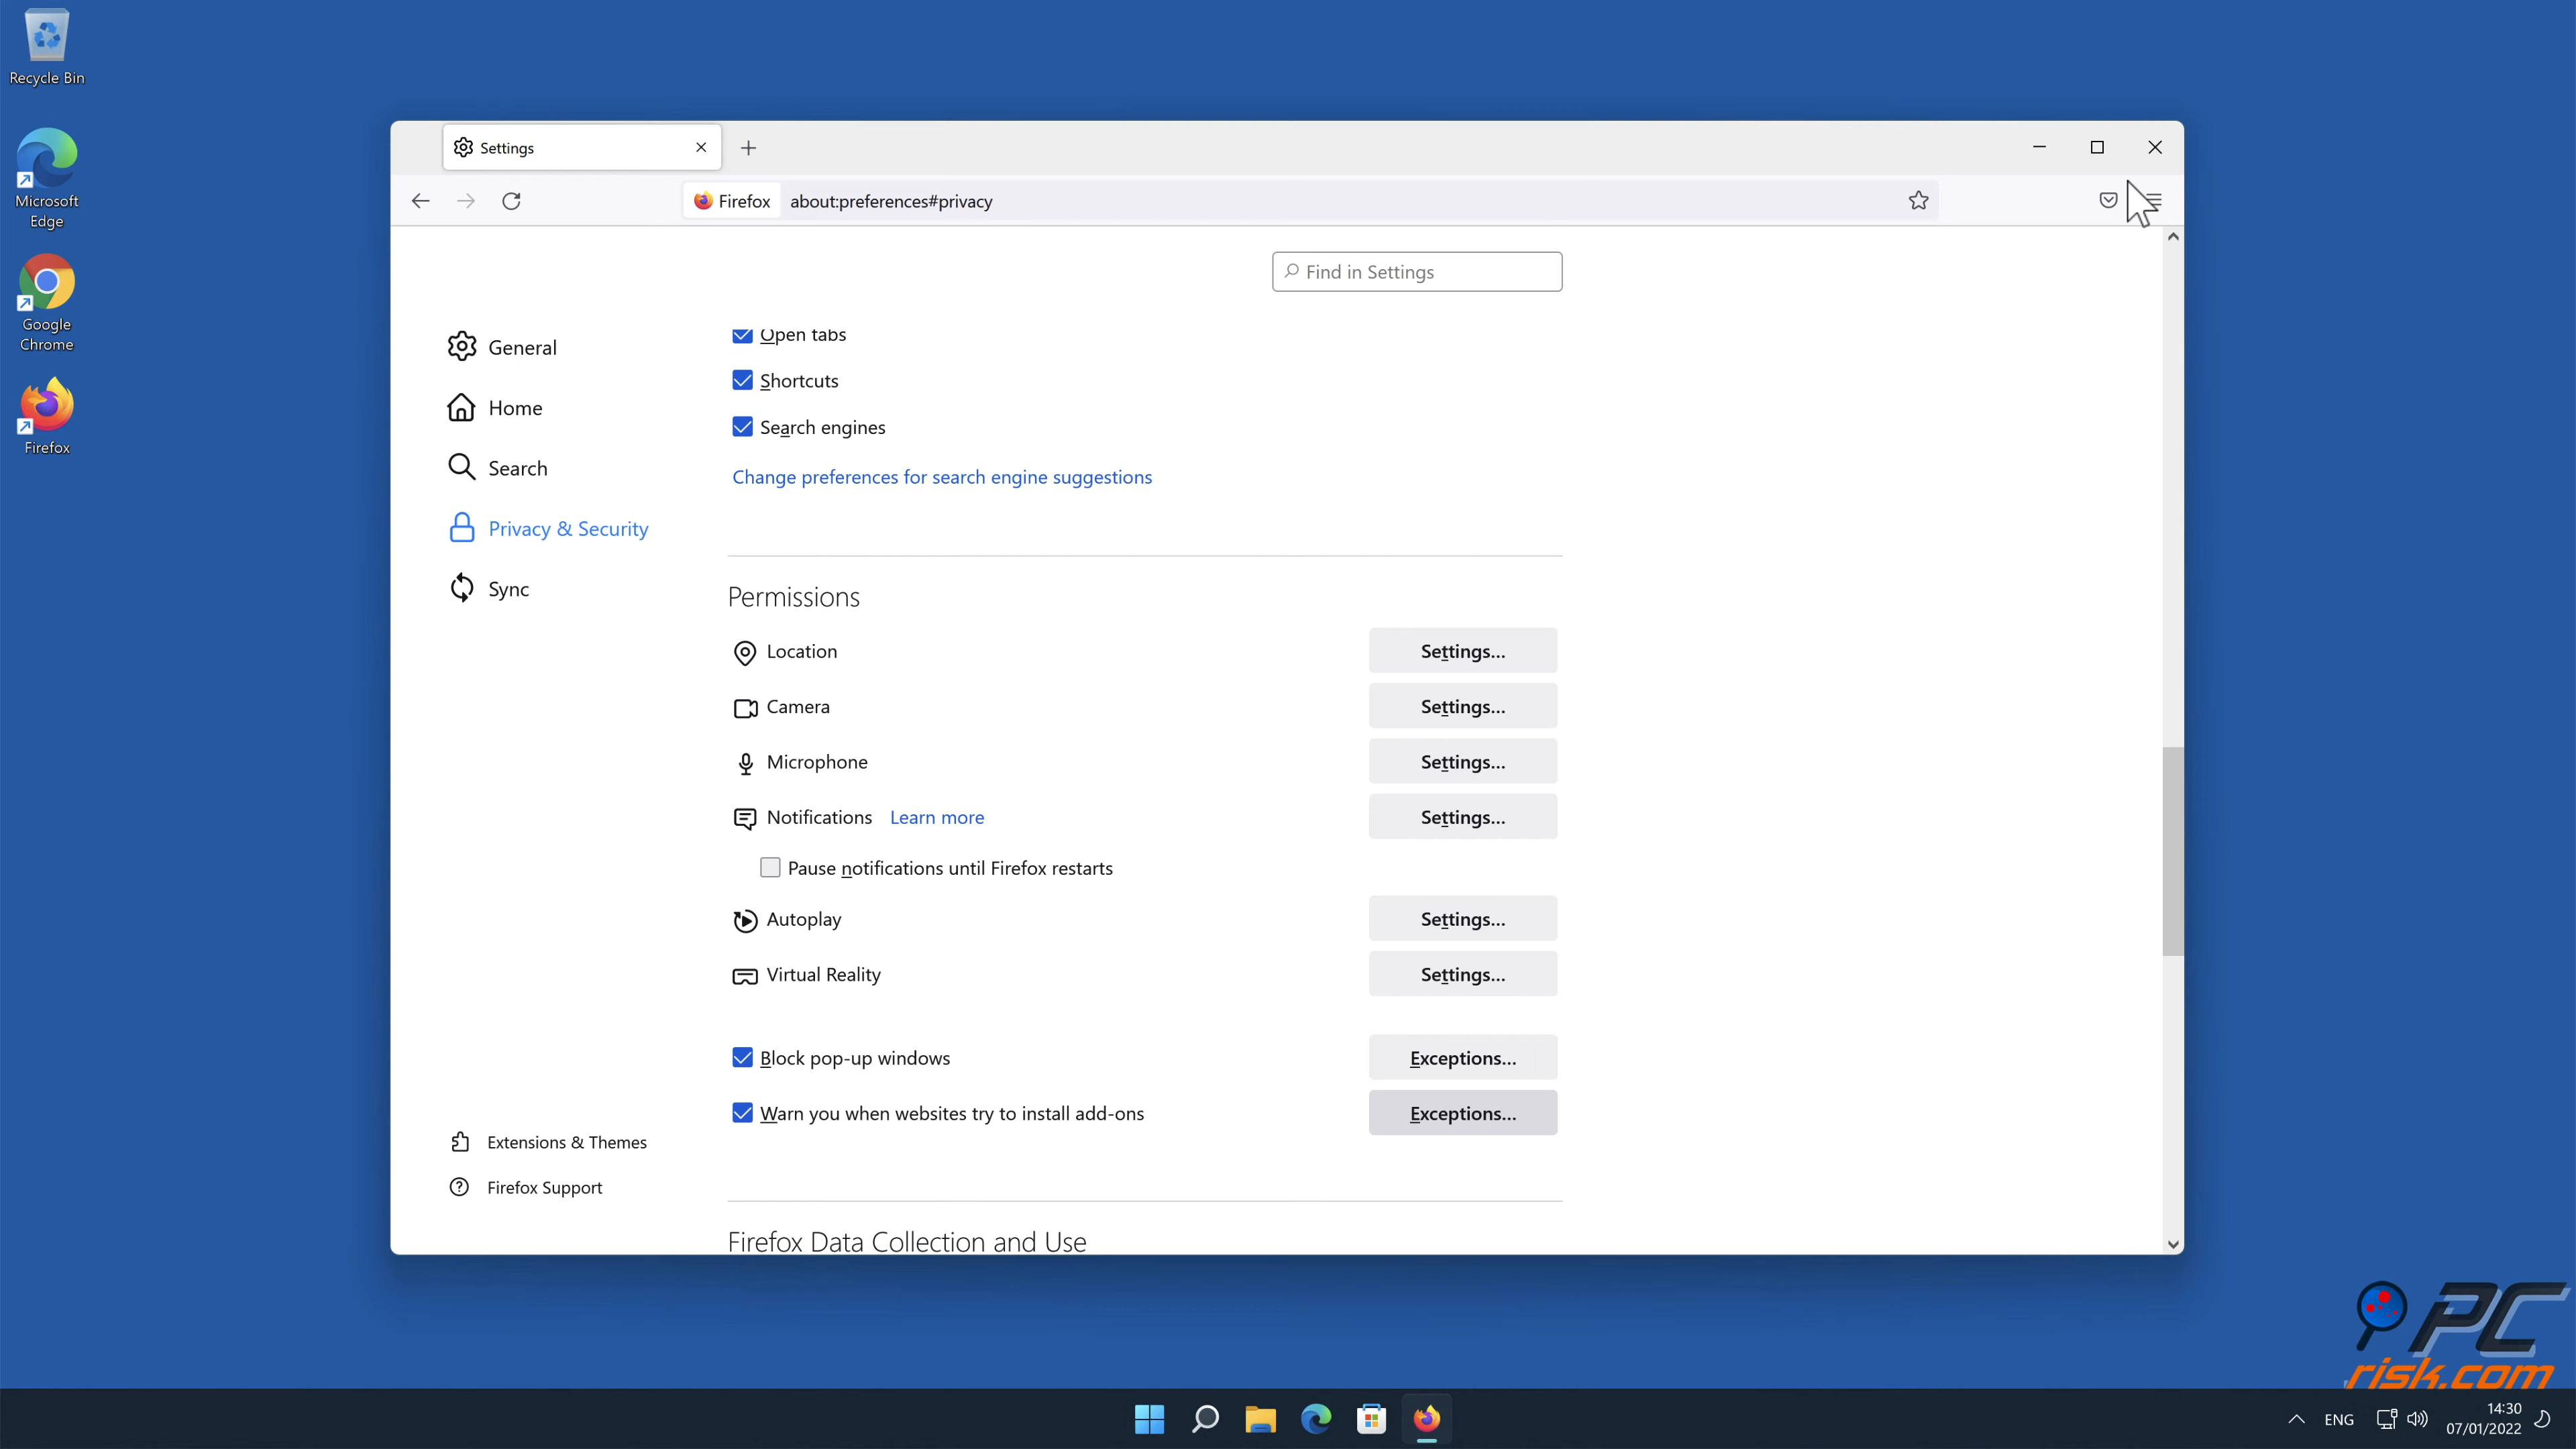 Recycle Bin
Microsoft
Edge
Google
Chrome
Firefox
Settings
Firefox about:preferences#privacy
Find in Settings
General
Home
Search
Privacy & Security
Sync
Extensions & Themes
Firefox Support
Open tabs
Shortcuts
Search engines
Change preferences for search engine suggestions
Permissions
Location Settings...
Camera Settings...
Microphone Settings...
Notifications Learn more Settings...
Pause notifications until Firefox restarts
Autoplay Settings...
Virtual Reality Settings...
Block pop-up windows Exceptions...
Warn you when websites try to install add-ons Exceptions...
Firefox Data Collection and Use
PC
risk.com
ENG
14:30
07/01/2022